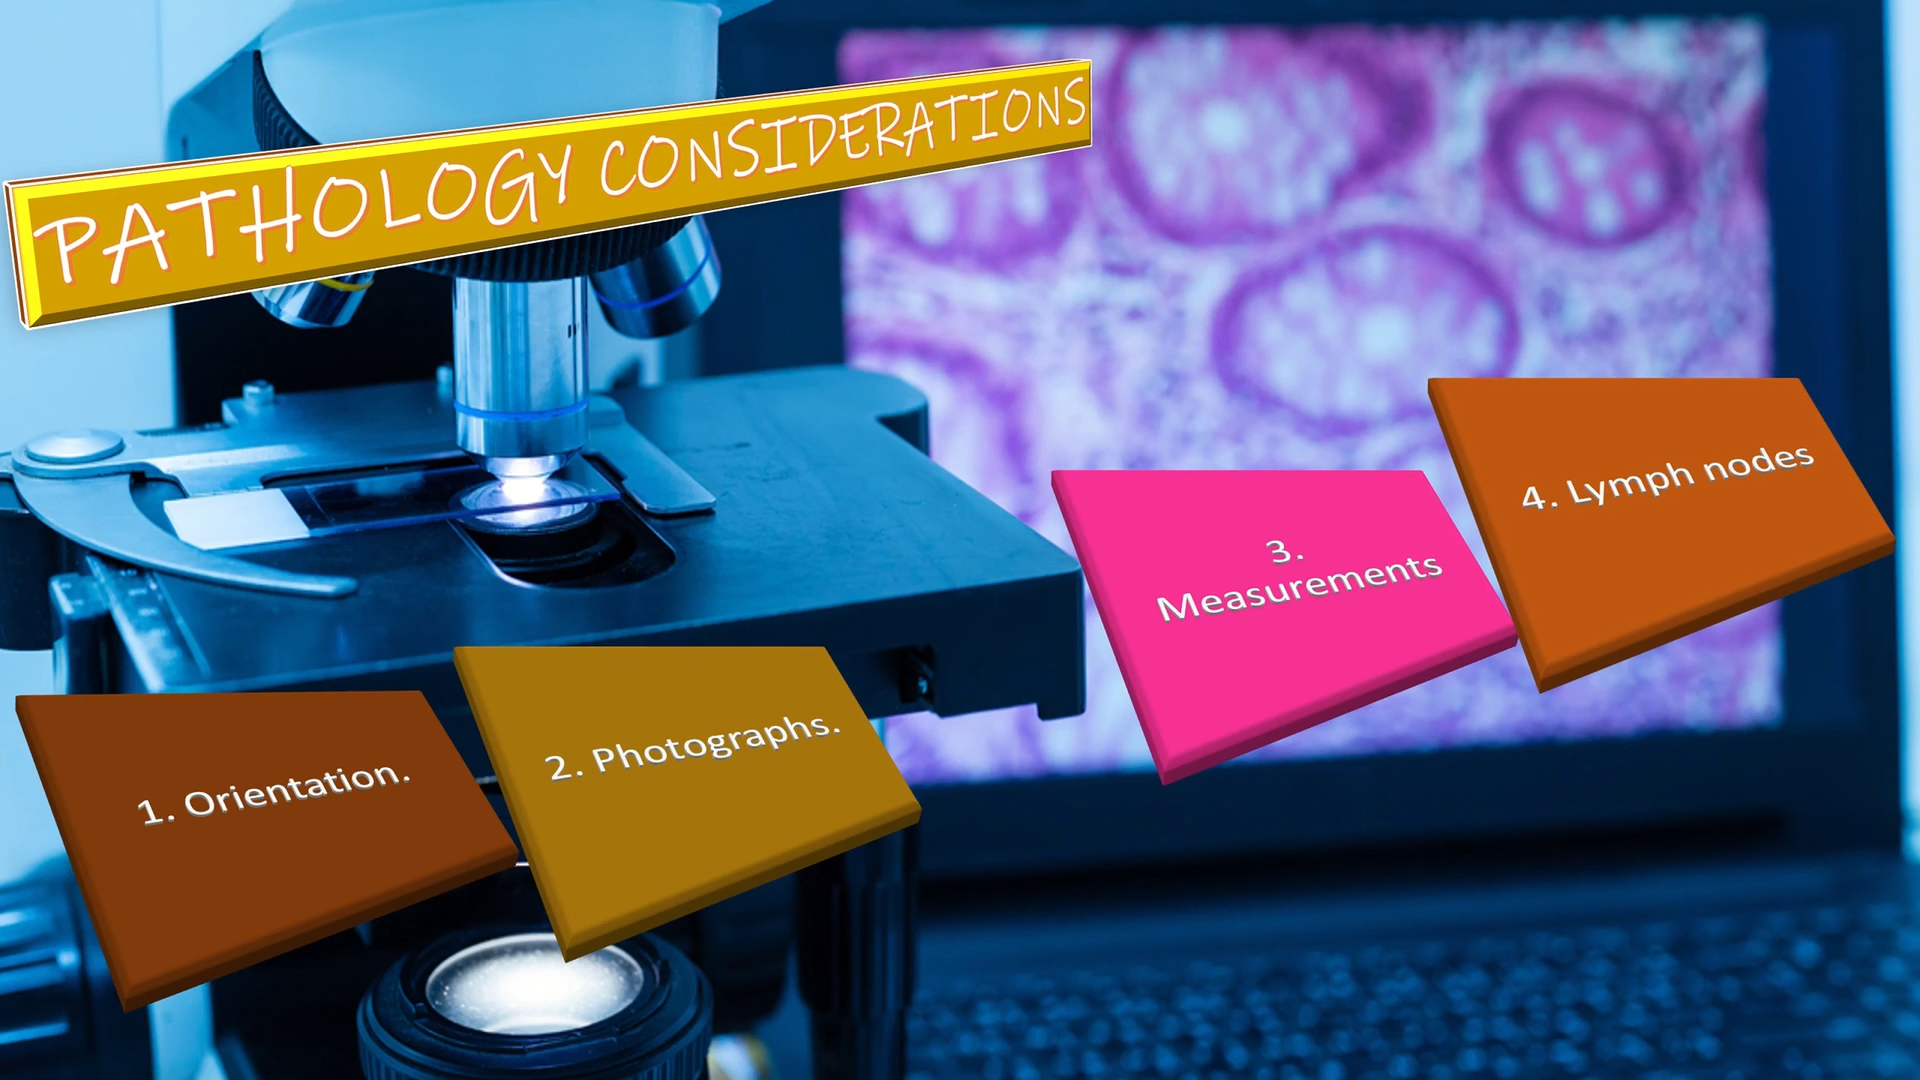 PATHOLOGY CONSIDERATIONS
1. Orientation.
2. Photographs.
3.
Measurements
4. Lymph nodes